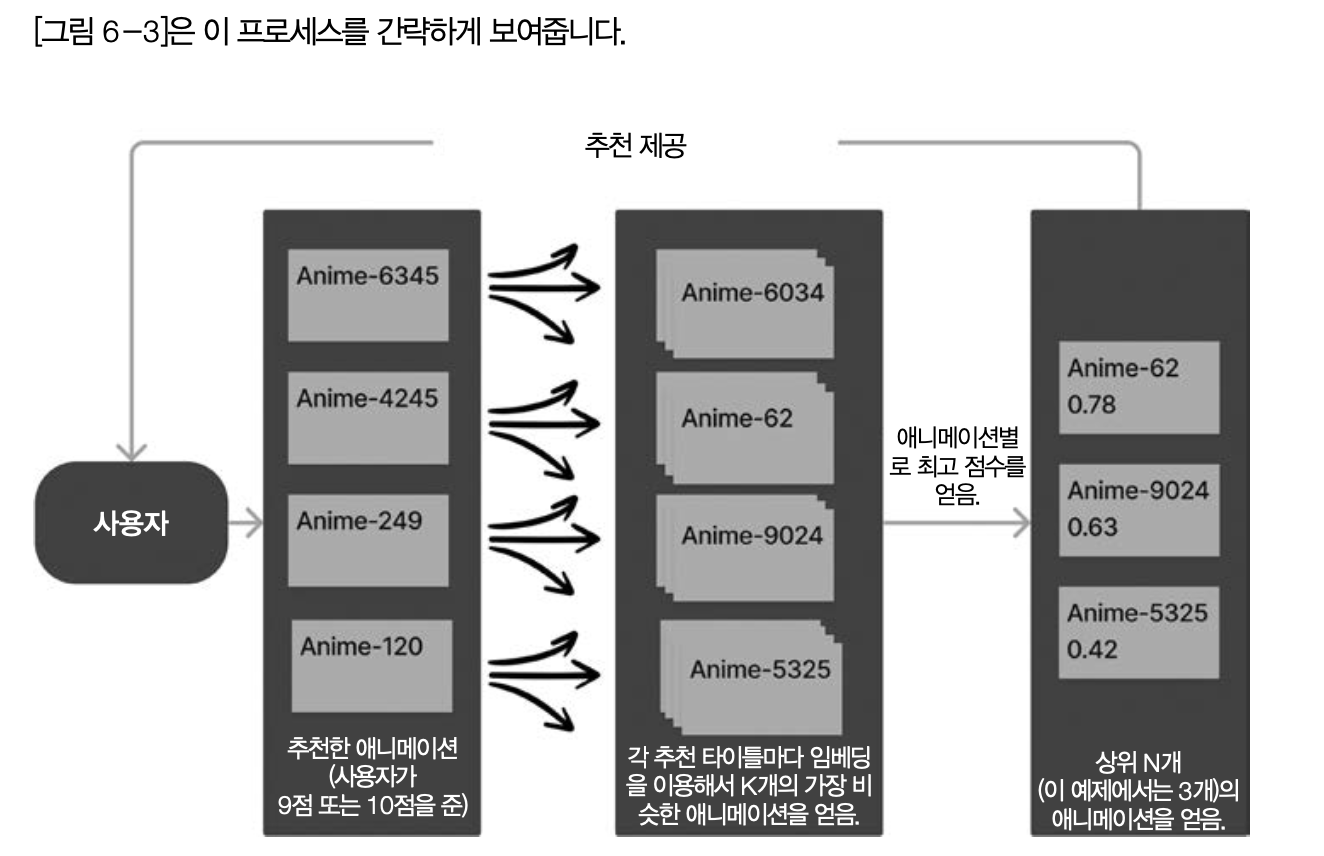 [그림 6-3]은 이 프로세스를 간략하게 보여줍니다.
추천 제공
사용자
Anime-6345
Anime-4245
Anime-249
Anime-120
추천한 애니메이션
(사용자가
9점 또는 10점을 준)
Anime-6034
Anime-62
Anime-9024
Anime-5325
각 추천 타이틀마다 임베딩
을 이용해서 K개의 가장 비
슷한 애니메이션을 얻음.
애니메이션별
로 최고 점수를
얻음.
Anime-62
0.78
Anime-9024
0.63
Anime-5325
0.42
상위 N개
(이 예제에서는 3개)의
애니메이션을 얻음.